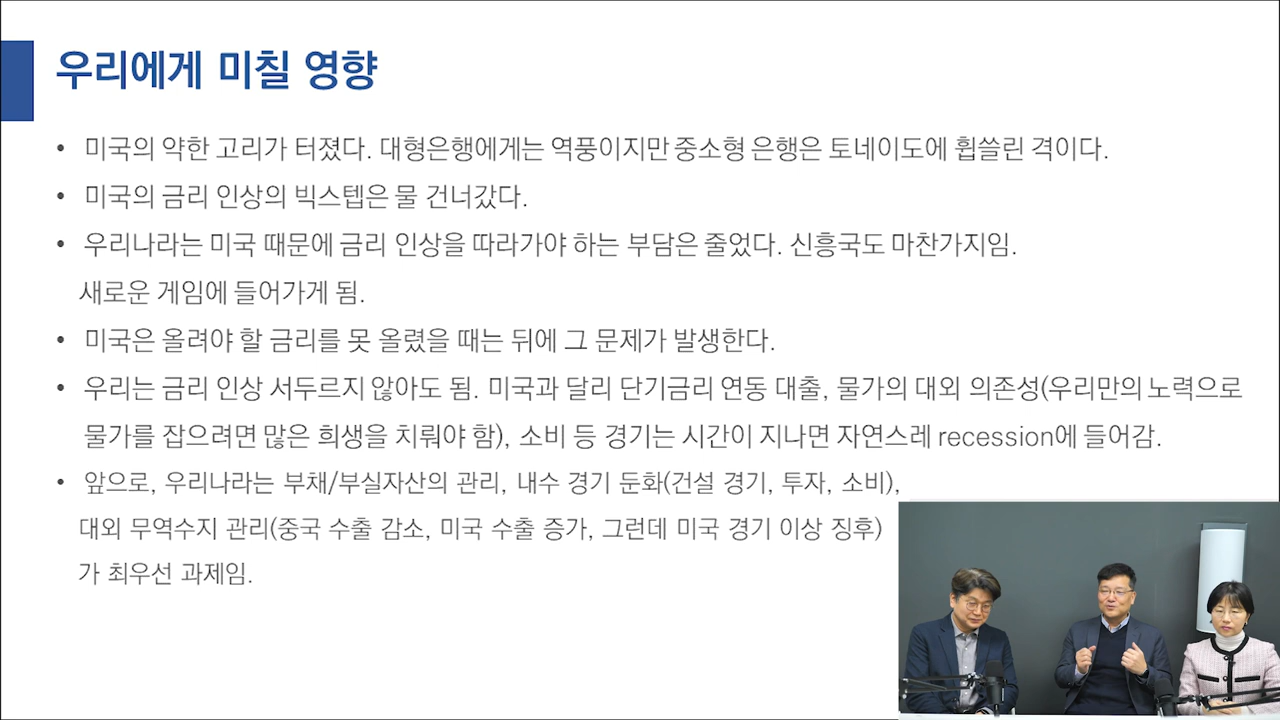 우리에게 미칠 영향
• 미국의 약한 고리가 터졌다. 대형은행에게는 역풍이지만 중소형 은행은 토네이도에 휩쓸린 격이다.
• 미국의 금리 인상의 빅스텝은 물 건너갔다.
• 우리나라는 미국 때문에 금리 인상을 따라가야 하는 부담은 줄었다. 신흥국도 마찬가지임.
새로운 게임에 들어가게 됨.
• 미국은 올려야 할 금리를 못 올렸을 때는 뒤에 그 문제가 발생한다.
• 우리는 금리 인상 서두르지 않아도 됨. 미국과 달리 단기금리 연동 대출, 물가의 대외 의존성(우리만의 노력으로
물가를 잡으려면 많은 희생을 치뤄야 함), 소비 등 경기는 시간이 지나면 자연스레 recession에 들어감.
• 앞으로, 우리나라는 부채/부실자산의 관리, 내수 경기 둔화(건설 경기, 투자, 소비),
대외 무역수지 관리(중국 수출 감소, 미국 수출 증가, 그런데 미국 경기 이상 징후)
가 최우선 과제임.